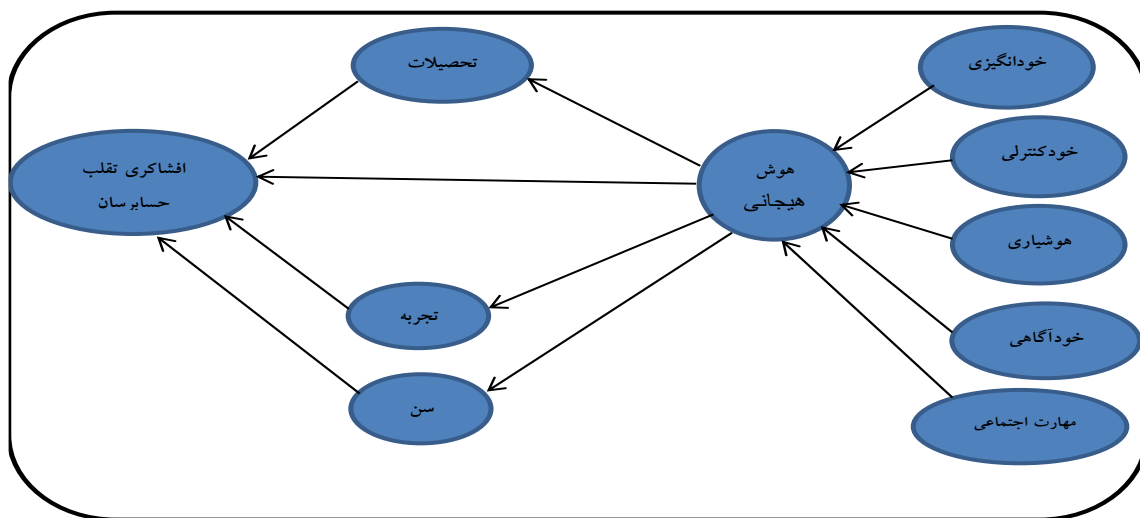 خودانگیزی
خودکنترلی
هوشیاری
خودآگاهی
مهارت اجتماعی
هوش
هیجانی
تحصیلات
تجربه
سن
افشاکری تقلب
حسابرسان